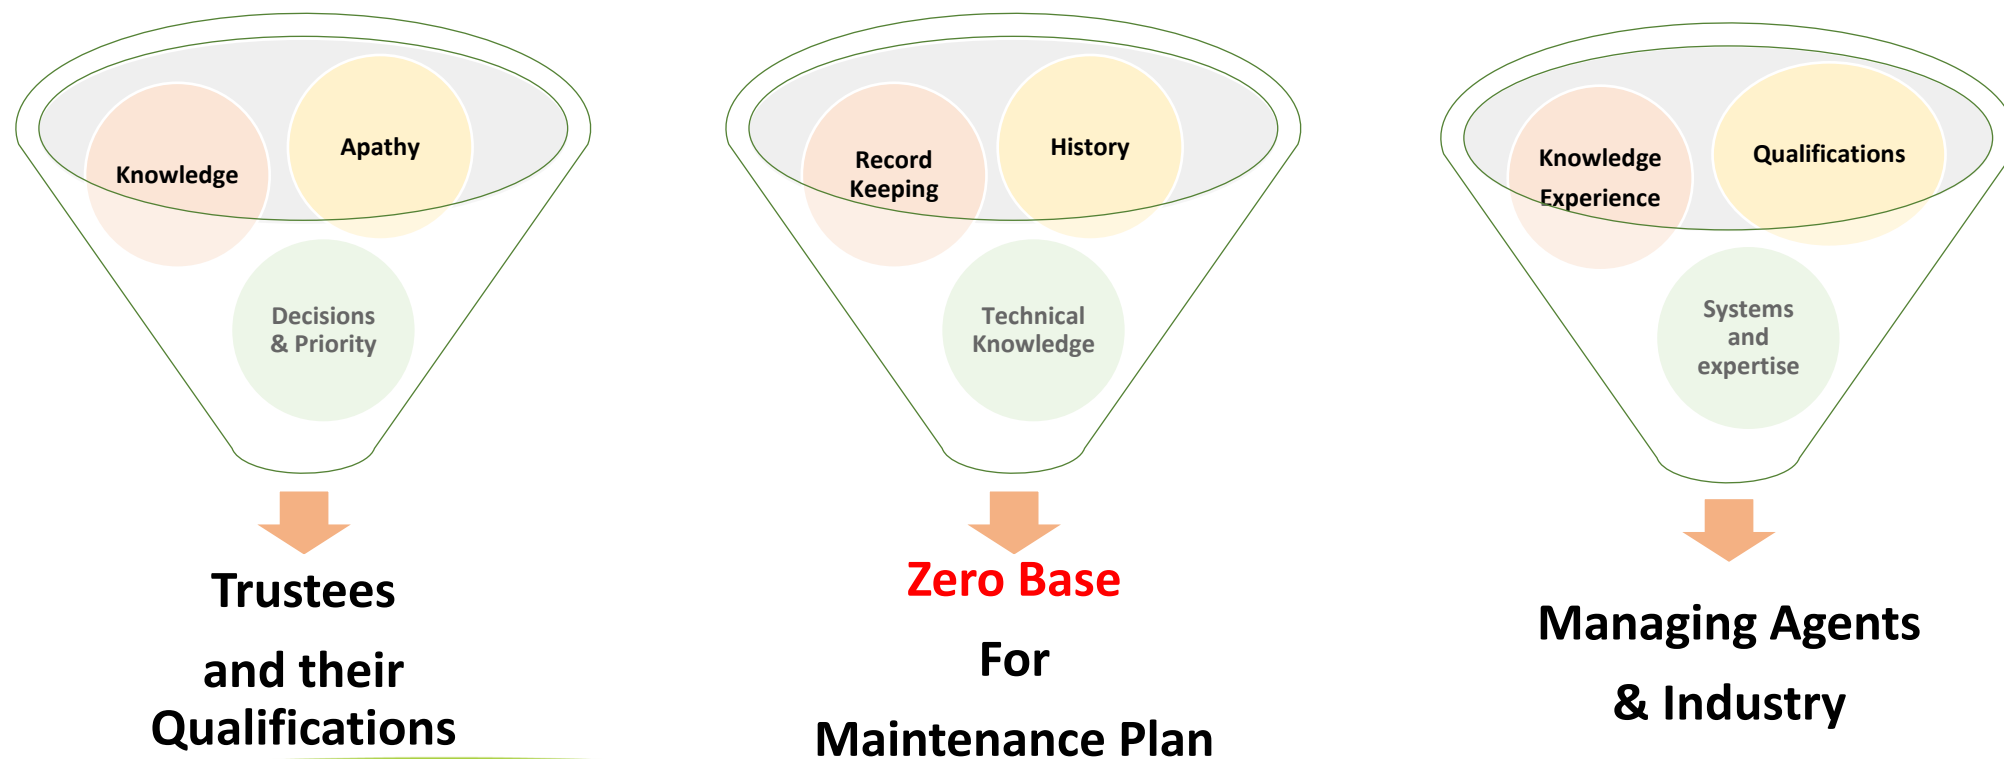 Knowledge
Apathy
Decisions
& Priority
Trustees
and their
Qualifications
Record
Keeping
History
Technical
Knowledge
Zero Base
For
Maintenance Plan
Knowledge
Experience
Qualifications
Systems
and
expertise
Managing Agents
& Industry